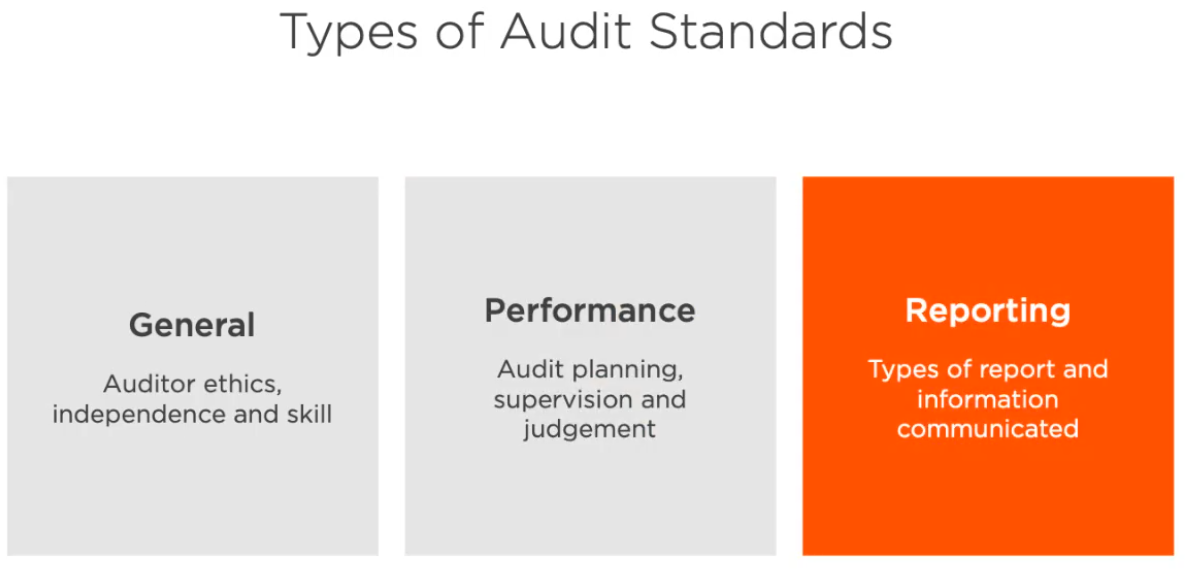 Types of Audit Standards
General
Auditor ethics,
independence and skill
Performance
Audit planning,
supervision and
judgement
Reporting
Types of report and
information
communicated